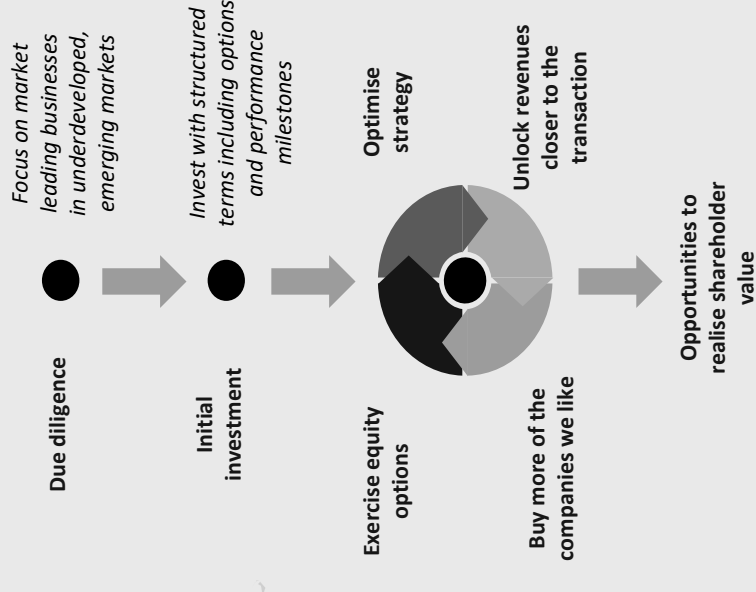 Due diligence
Focus on market
leading businesses
in underdeveloped,
emerging markets
Initial
investment
Invest with structured
terms including options
and performance
milestones
Exercise equity
options
Optimise
strategy
Buy more of the
companies we like
Unlock revenues
closer to the
transaction
Opportunities to
realise shareholder
value